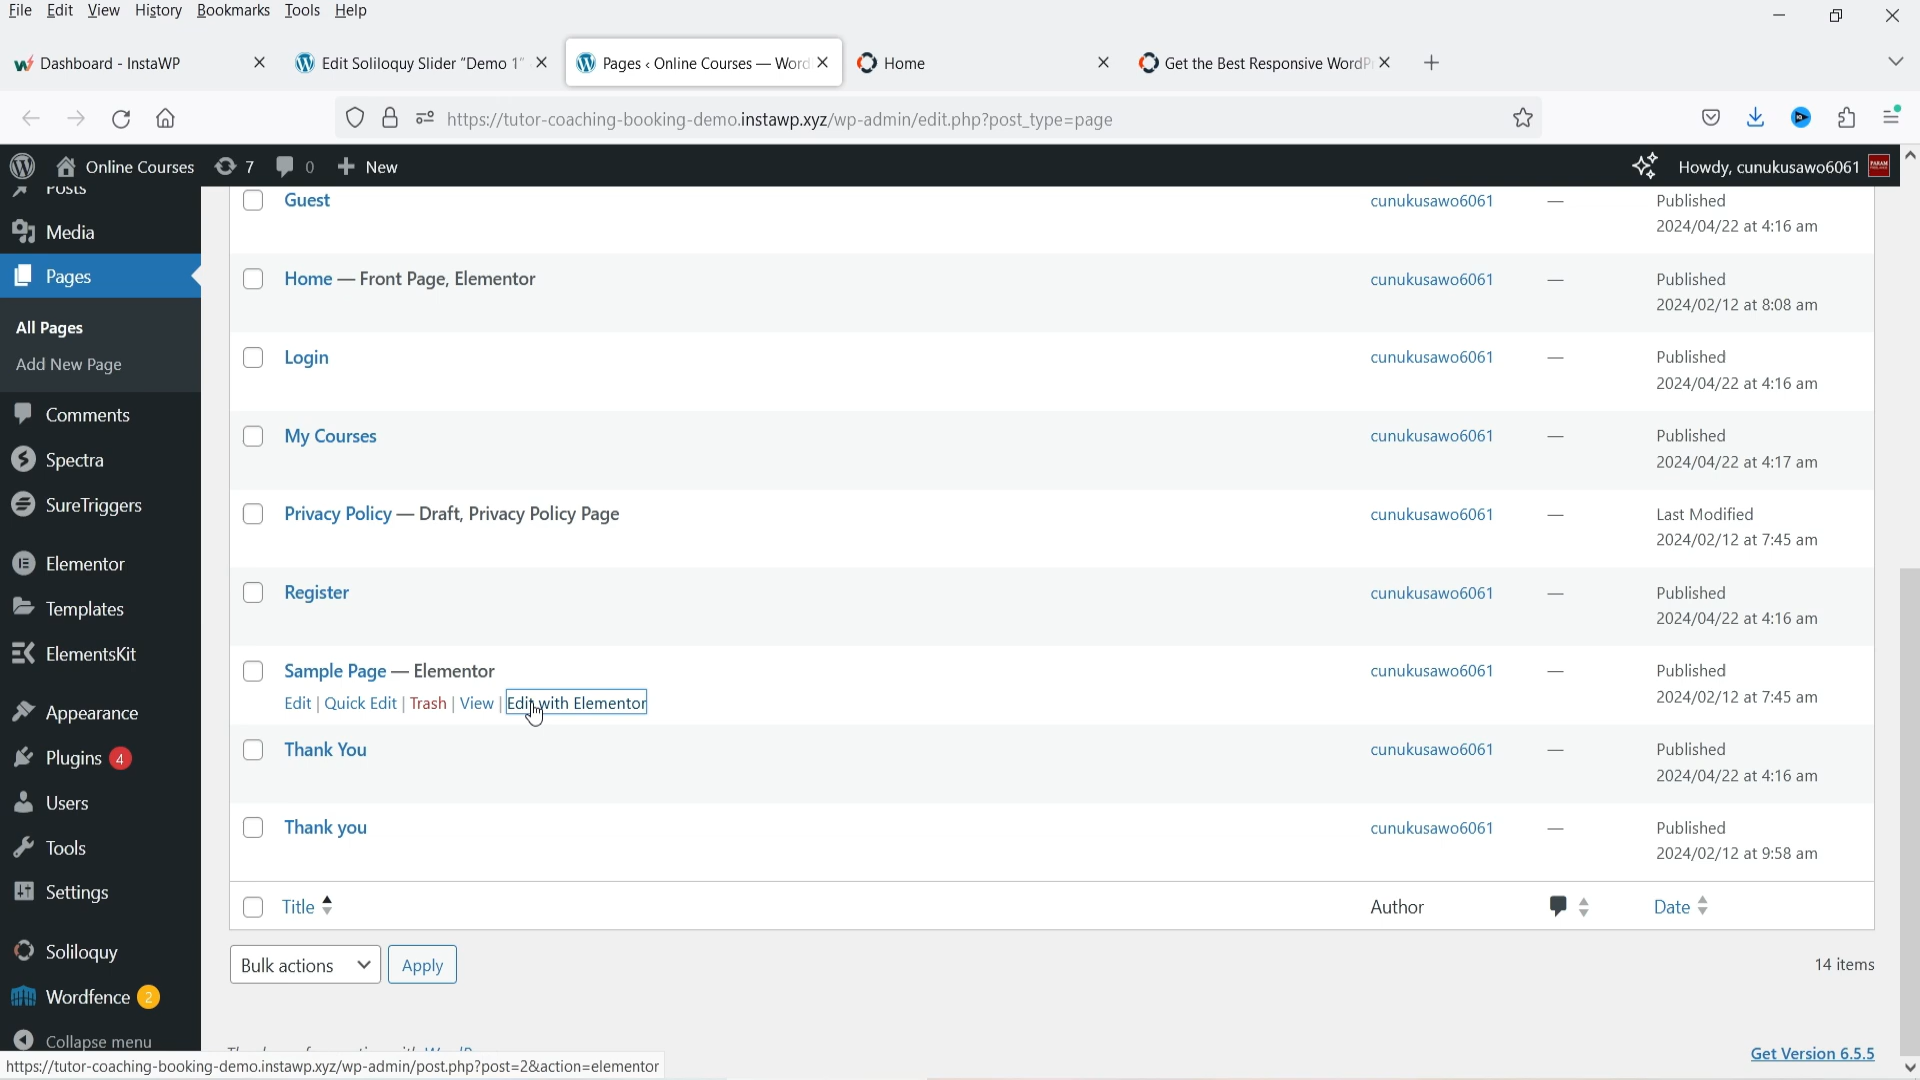 File Edit View History Bookmarks Tools Help
Dashboard - InstaWP
Edit Soliloquy Slider "Demo 1"
Pages ‹ Online Courses — Word
Home
Get the Best Responsive WordP
https://tutor-coaching-booking-demo.instawp.xyz/wp-admin/edit.php?post_type=page
Online Courses 7 0 New Howdy, cunukusawo6061
Posts
Media
Pages
All Pages
Add New Page
Comments
Spectra
SureTriggers
Elementor
Templates
ElementsKit
Appearance
Plugins 4
Users
Tools
Settings
Soliloquy
Wordfence 2
Collapse menu
Guest cunukusawo6061 — Published
2024/04/22 at 4:16 am
Home — Front Page, Elementor cunukusawo6061 — Published
2024/02/12 at 8:08 am
Login cunukusawo6061 — Published
2024/04/22 at 4:16 am
My Courses cunukusawo6061 — Published
2024/04/22 at 4:17 am
Privacy Policy — Draft, Privacy Policy Page cunukusawo6061 — Last Modified
2024/02/12 at 7:45 am
Register cunukusawo6061 — Published
2024/04/22 at 4:16 am
Sample Page — Elementor cunukusawo6061 — Published
Edit | Quick Edit | Trash | View | Edit with Elementor 2024/02/12 at 7:45 am
Thank You cunukusawo6061 — Published
2024/04/22 at 4:16 am
Thank you cunukusawo6061 — Published
2024/02/12 at 9:58 am
Title Author Date
Bulk actions Apply 14 items
Get Version 6.5.5
https://tutor-coaching-booking-demo.instawp.xyz/wp-admin/post.php?post=2&action=elementor